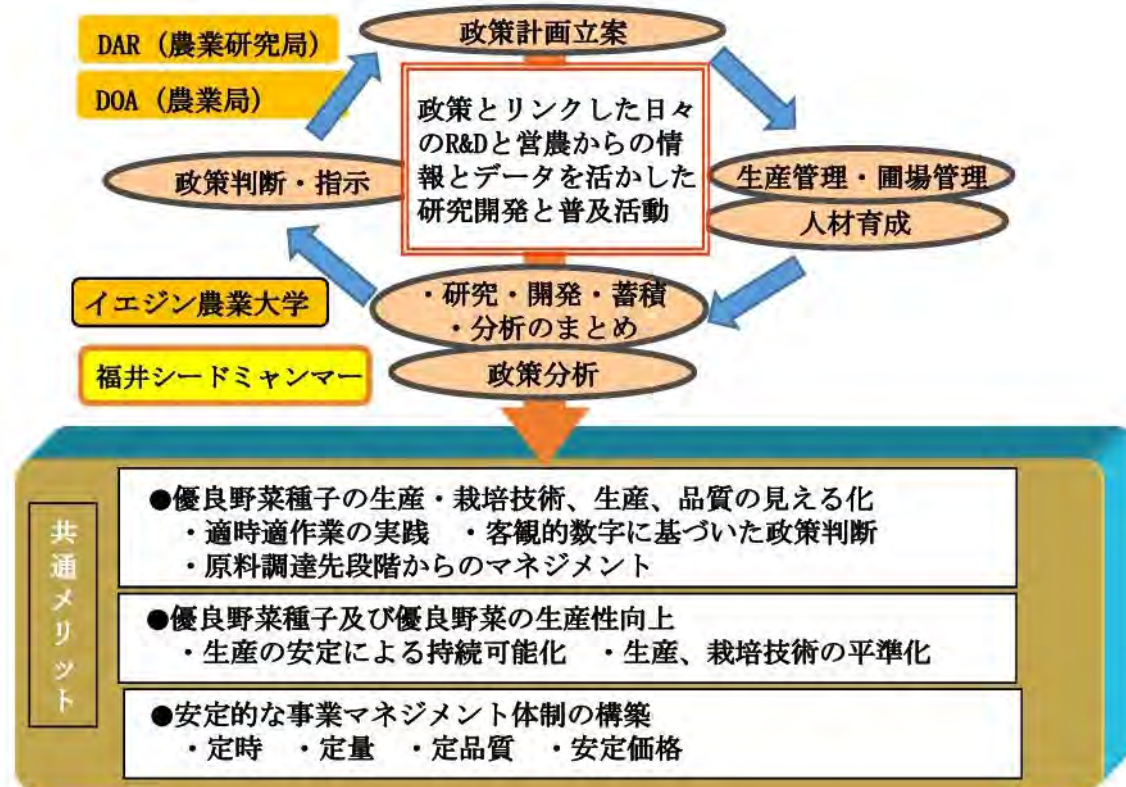 政策計画立案
DAR (農業研究局)
DOA (農業局)
政策とリンクした日々
のR&Dと営農からの情
報とデータを活かした
研究開発と普及活動
政策判断・指示
生産管理・圃場管理
人材育成
イエジン農業大学
・研究・開発・蓄積
・分析のまとめ
福井シードミャンマー
政策分析
共通メリット
●優良野菜種子の生産・栽培技術、生産、品質の見える化
・適時適作業の実践 ・客観的数字に基づいた政策判断
・原料調達先段階からのマネジメント
●優良野菜種子及び優良野菜の生産性向上
・生産の安定による持続可能化 ・生産、栽培技術の平準化
●安定的な事業マネジメント体制の構築
・定時 ・定量 ・定品質 ・安定価格